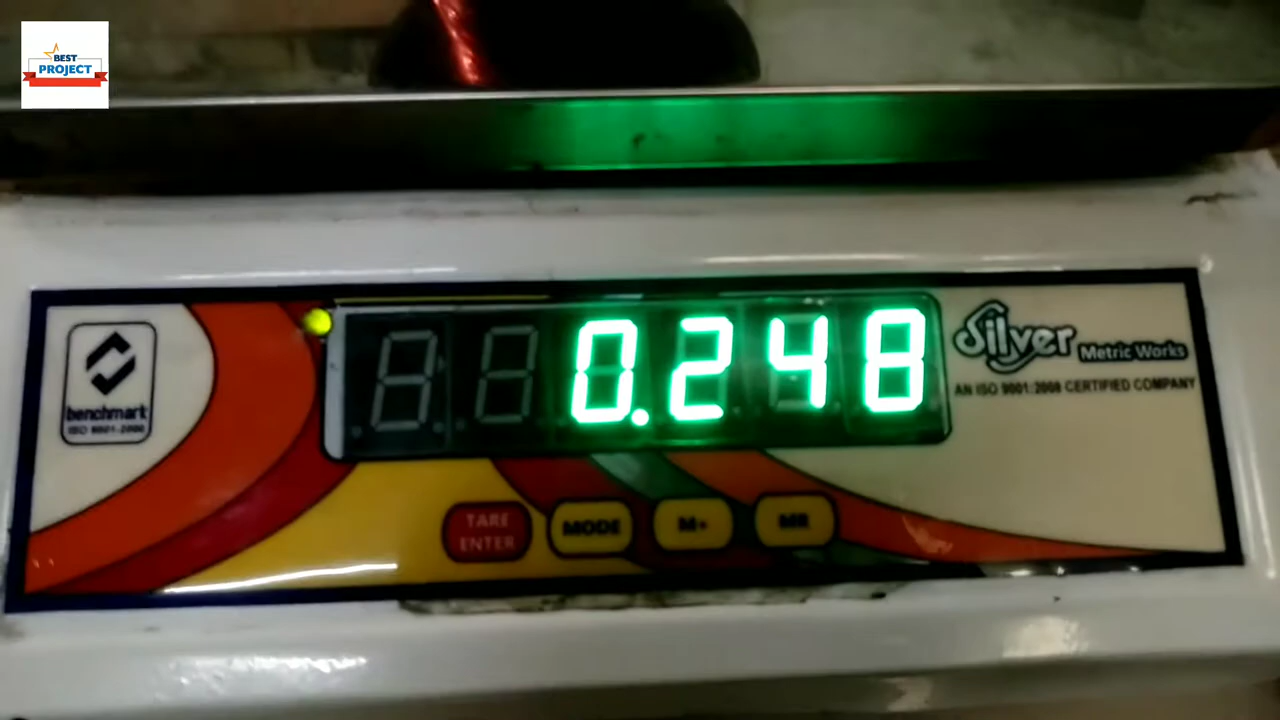 BEST
PROJECT
0.248
benchmark
ISO 9001-2000
Silver
Metric Works
AN ISO 9001:2008 CERTIFIED COMPANY
TARE
ENTER
MODE
M+
MR